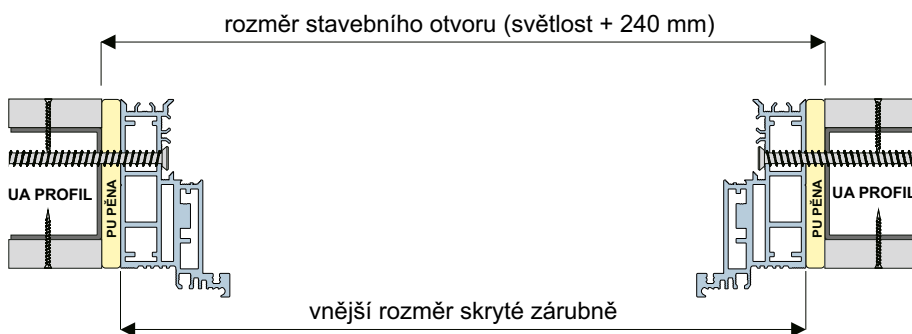 rozměr stavebního otvoru (světlost + 240 mm)
UA PROFIL
PU PĚNA
PU PĚNA
UA PROFIL
vnější rozměr skryté zárubně